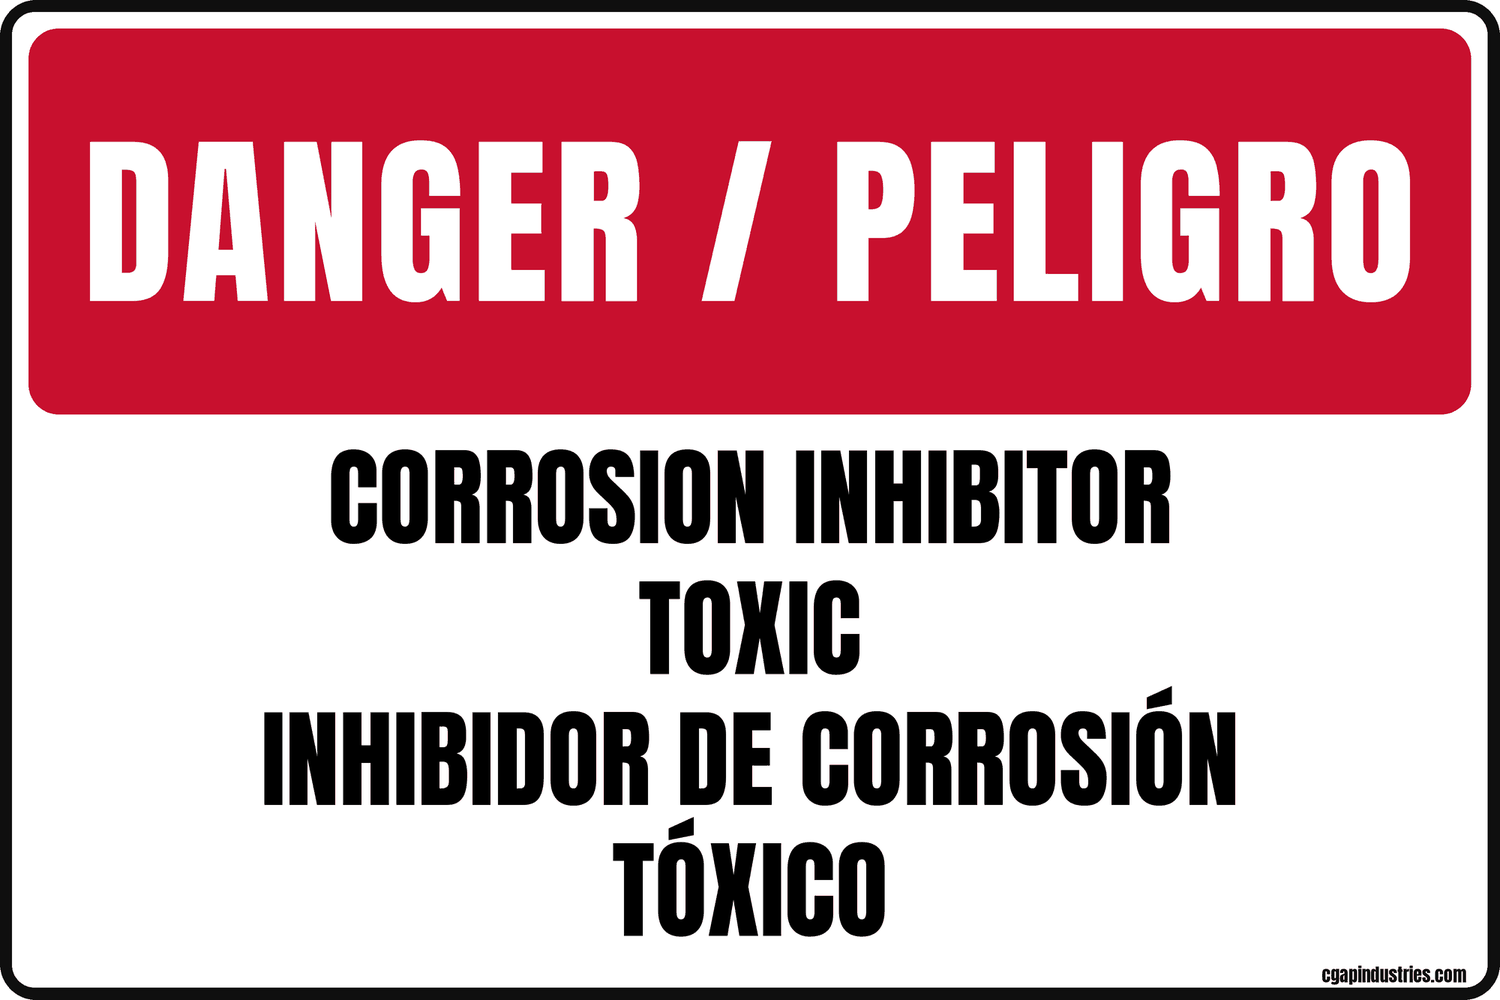 DANGER / PELIGRO
CORROSION INHIBITOR
TOXIC
INHIBIDOR DE CORROSIÓN
TÓXICO
cgapindustries.com